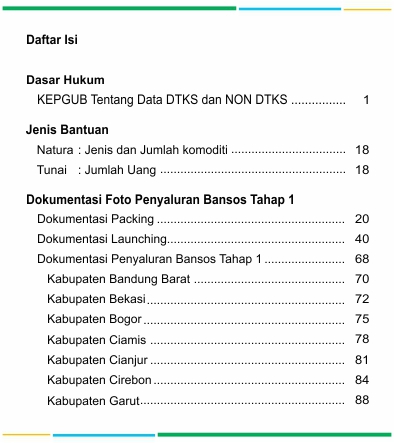 Daftar Isi
Dasar Hukum
KEPGUB Tentang Data DTKS dan NON DTKS ................ 1
Jenis Bantuan
Natura : Jenis dan Jumlah komoditi .................................. 18
Tunai : Jumlah Uang ....................................................... 18
Dokumentasi Foto Penyaluran Bansos Tahap 1
Dokumentasi Packing ........................................................ 20
Dokumentasi Launching..................................................... 40
Dokumentasi Penyaluran Bansos Tahap 1 ........................ 68
Kabupaten Bandung Barat ............................................. 70
Kabupaten Bekasi........................................................... 72
Kabupaten Bogor ............................................................ 75
Kabupaten Ciamis .......................................................... 78
Kabupaten Cianjur .......................................................... 81
Kabupaten Cirebon......................................................... 84
Kabupaten Garut............................................................. 88